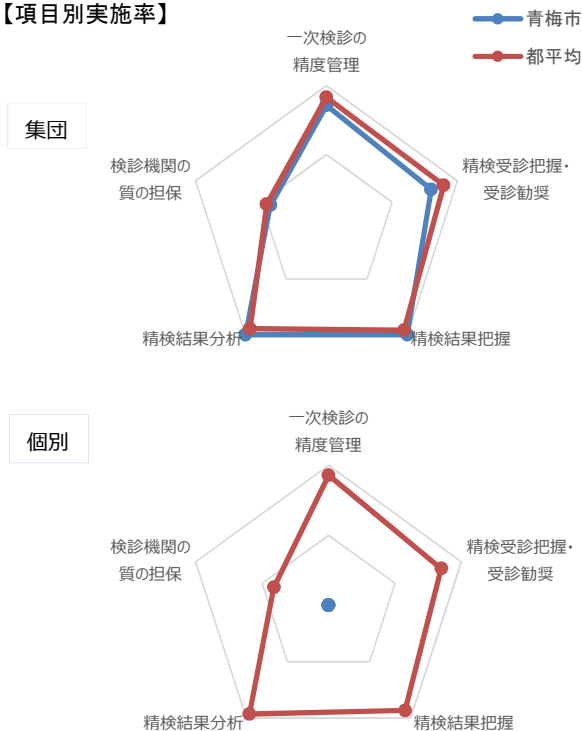 【項目別実施率】
青梅市
都平均
集団
一次検診の
精度管理
精検受診把握・
受診勧奨
精検結果把握
精検結果分析
検診機関の
質の担保
個別
一次検診の
精度管理
精検受診把握・
受診勧奨
精検結果把握
精検結果分析
検診機関の
質の担保